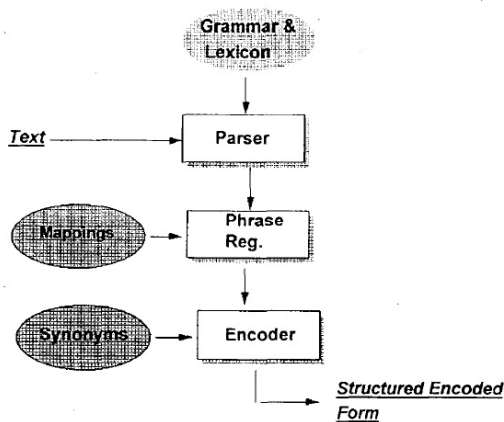 Grammar &
Lexicon
Text
Parser
Phrase
Reg.
Mappings
Encoder
Synonyms
Structured Encoded
Form